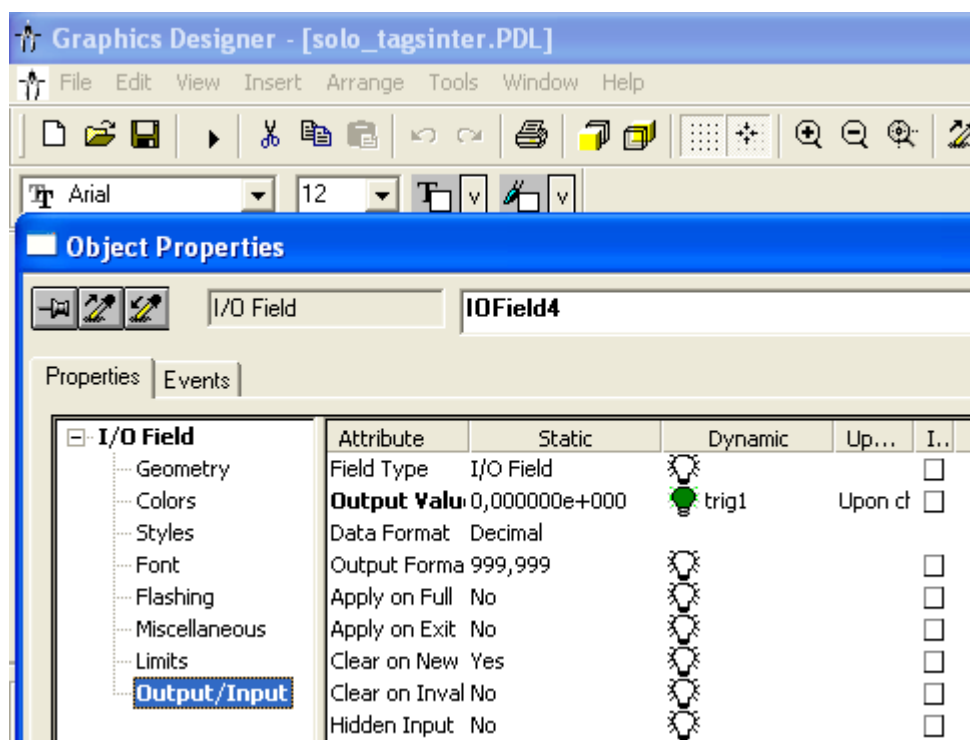 Graphics Designer - [solo_tagsinter.PDL]
File Edit View Insert Arrange Tools Window Help
Arial 12
Object Properties
I/O Field IOField4
Properties Events
I/O Field
Geometry
Colors
Styles
Font
Flashing
Miscellaneous
Limits
Output/Input
Attribute Static Dynamic Up... I..
Field Type I/O Field
Output Valu 0,000000e+000 trig1 Upon ch
Data Format Decimal
Output Forma 999,999
Apply on Full No
Apply on Exit No
Clear on New Yes
Clear on Inval No
Hidden Input No